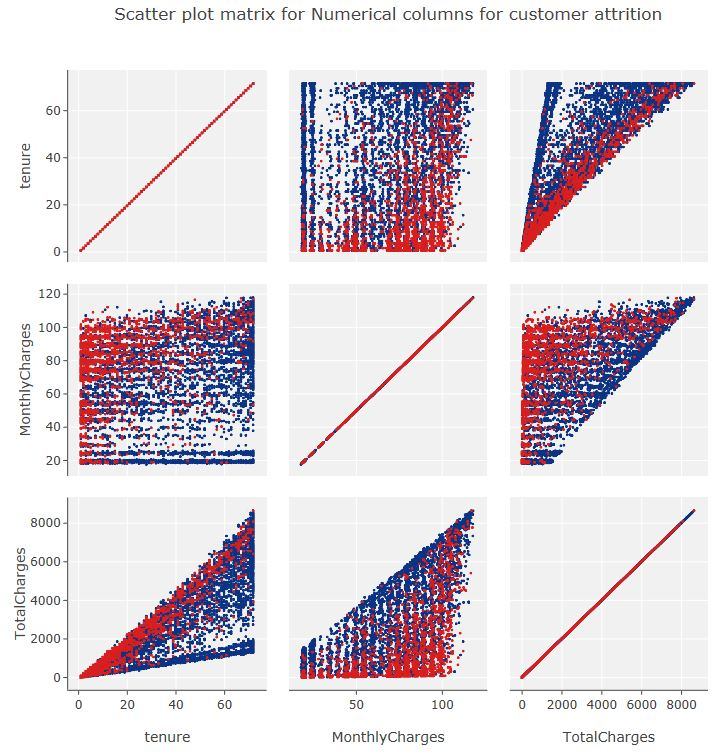 Scatter plot matrix for Numerical columns for customer attrition
tenure
60
40
20
0
MonthlyCharges
120
100
80
60
40
20
TotalCharges
8000
6000
4000
2000
0
0 20 40 60
50 100
0 2000 4000 6000 8000
tenure MonthlyCharges TotalCharges